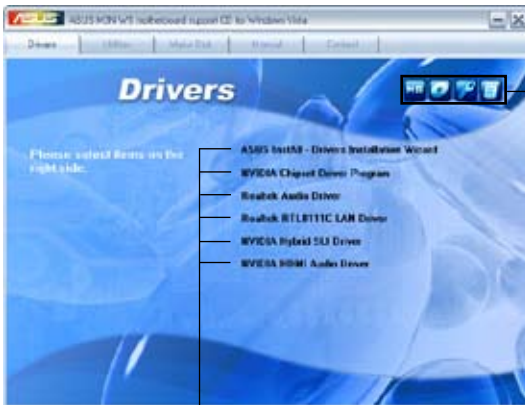 ASUS M3N WS motherboard support CD for Windows Vista
Drivers Utilities Make Disk Manual Contact
Drivers
Please select items on the right side.
ASUS InstAll - Drivers Installation Wizard
NVIDIA Chipset Driver Program
Realtek Audio Driver
Realtek RTL8111C LAN Driver
NVIDIA Hybrid SLI Driver
NVIDIA HDMI Audio Driver